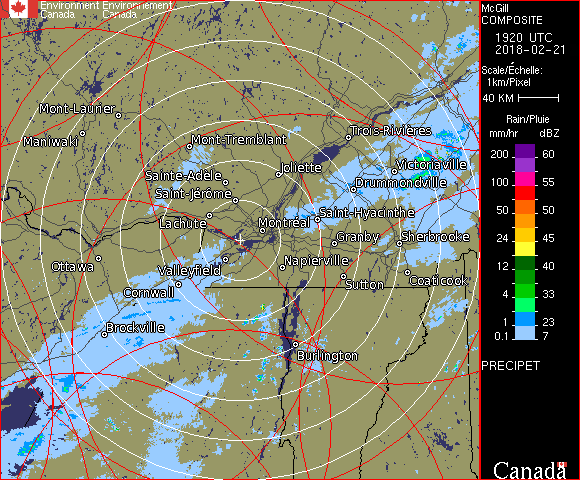 Environment Environnement
Canada Canada
McGill
COMPOSITE
1920 UTC
2018-02-21
Scale/Échelle:
1km/Pixel
40 KM
Rain/Pluie
mm/hr dBZ
200 60
100 55
50 50
24 45
12 40
4 33
1 23
0.1 7
PRECIPET
Canada
Mont-Laurier
Maniwaki
Mont-Tremblant
Trois-Rivières
Sainte-Adèle
Joliette
Victoriaville
Saint-Jérôme
Drummondville
Lachute
Montréal
Saint-Hyacinthe
Granby
Sherbrooke
Ottawa
Valleyfield
Napierville
Cornwall
Sutton
Coaticook
Brockville
Burlington